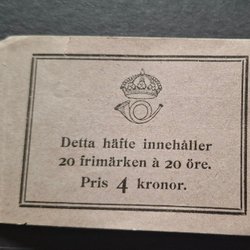 Detta häfte innehåller
20 frimärken à 20 öre.
Pris 4 kronor.